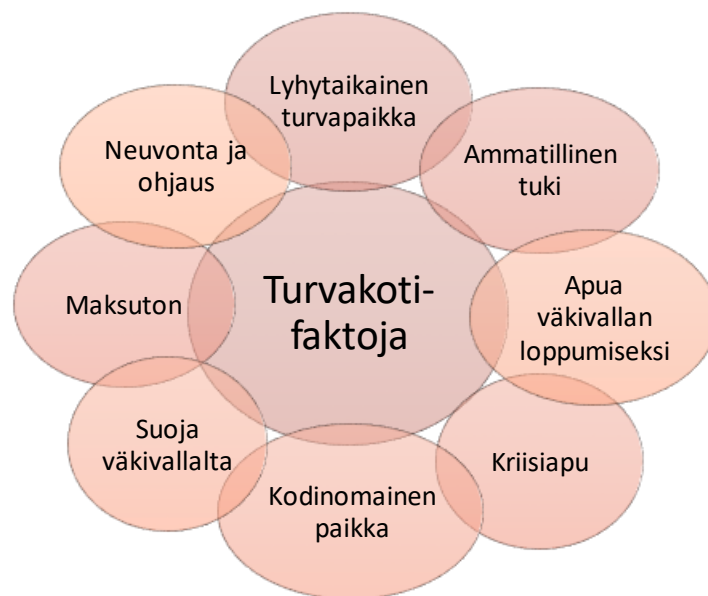 Lyhytaikainen
turvapaikka
Ammatillinen
tuki
Apua
väkivallan
loppumiseksi
Kriisiapu
Kodinomainen
paikka
Suoja
väkivallalta
Maksuton
Neuvonta ja
ohjaus
Turvakoti-
faktoja